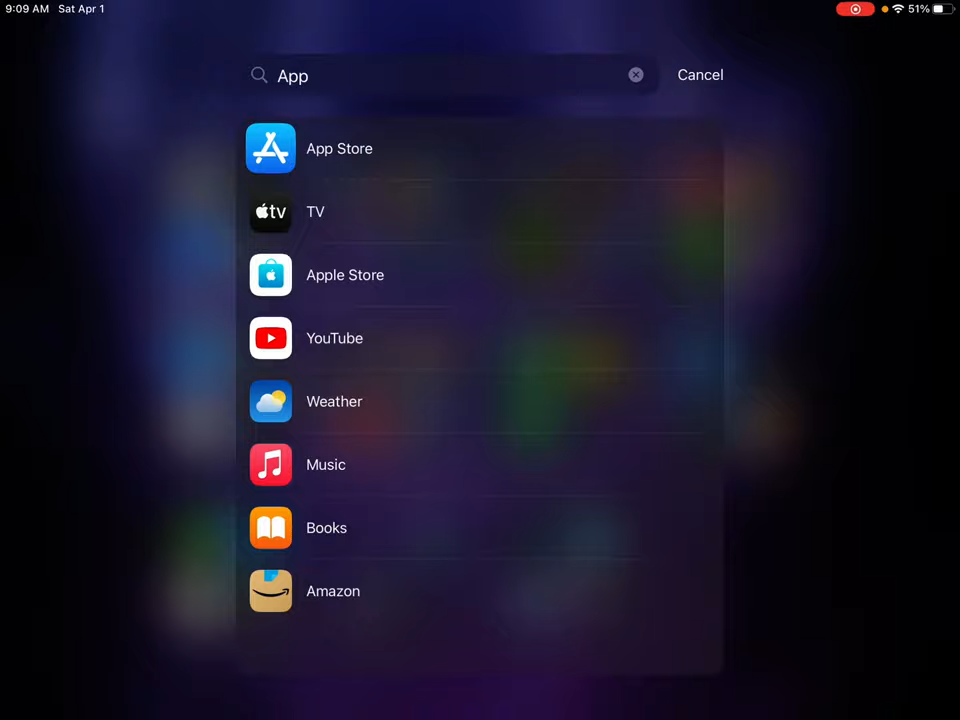 9:09 AM Sat Apr 1
51%
App
Cancel
App Store
tv
TV
Apple Store
YouTube
Weather
Music
Books
Amazon